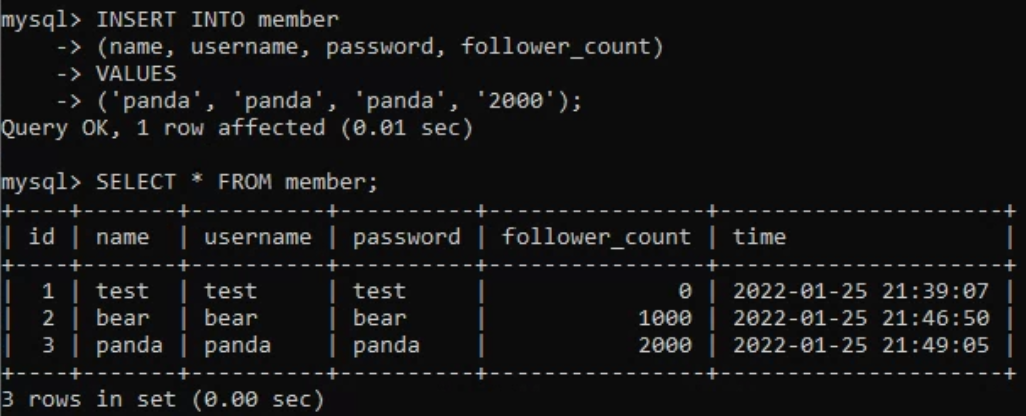 mysql> INSERT INTO member
    -> (name, username, password, follower_count)
    -> VALUES
    -> ('panda', 'panda', 'panda', '2000');
Query OK, 1 row affected (0.01 sec)

mysql> SELECT * FROM member;
+----+-------+----------+----------+----------------+---------------------+
| id | name  | username | password | follower_count | time                |
+----+-------+----------+----------+----------------+---------------------+
|  1 | test  | test     | test     |              0 | 2022-01-25 21:39:07 |
|  2 | bear  | bear     | bear     |           1000 | 2022-01-25 21:46:50 |
|  3 | panda | panda    | panda    |           2000 | 2022-01-25 21:49:05 |
+----+-------+----------+----------+----------------+---------------------+
3 rows in set (0.00 sec)